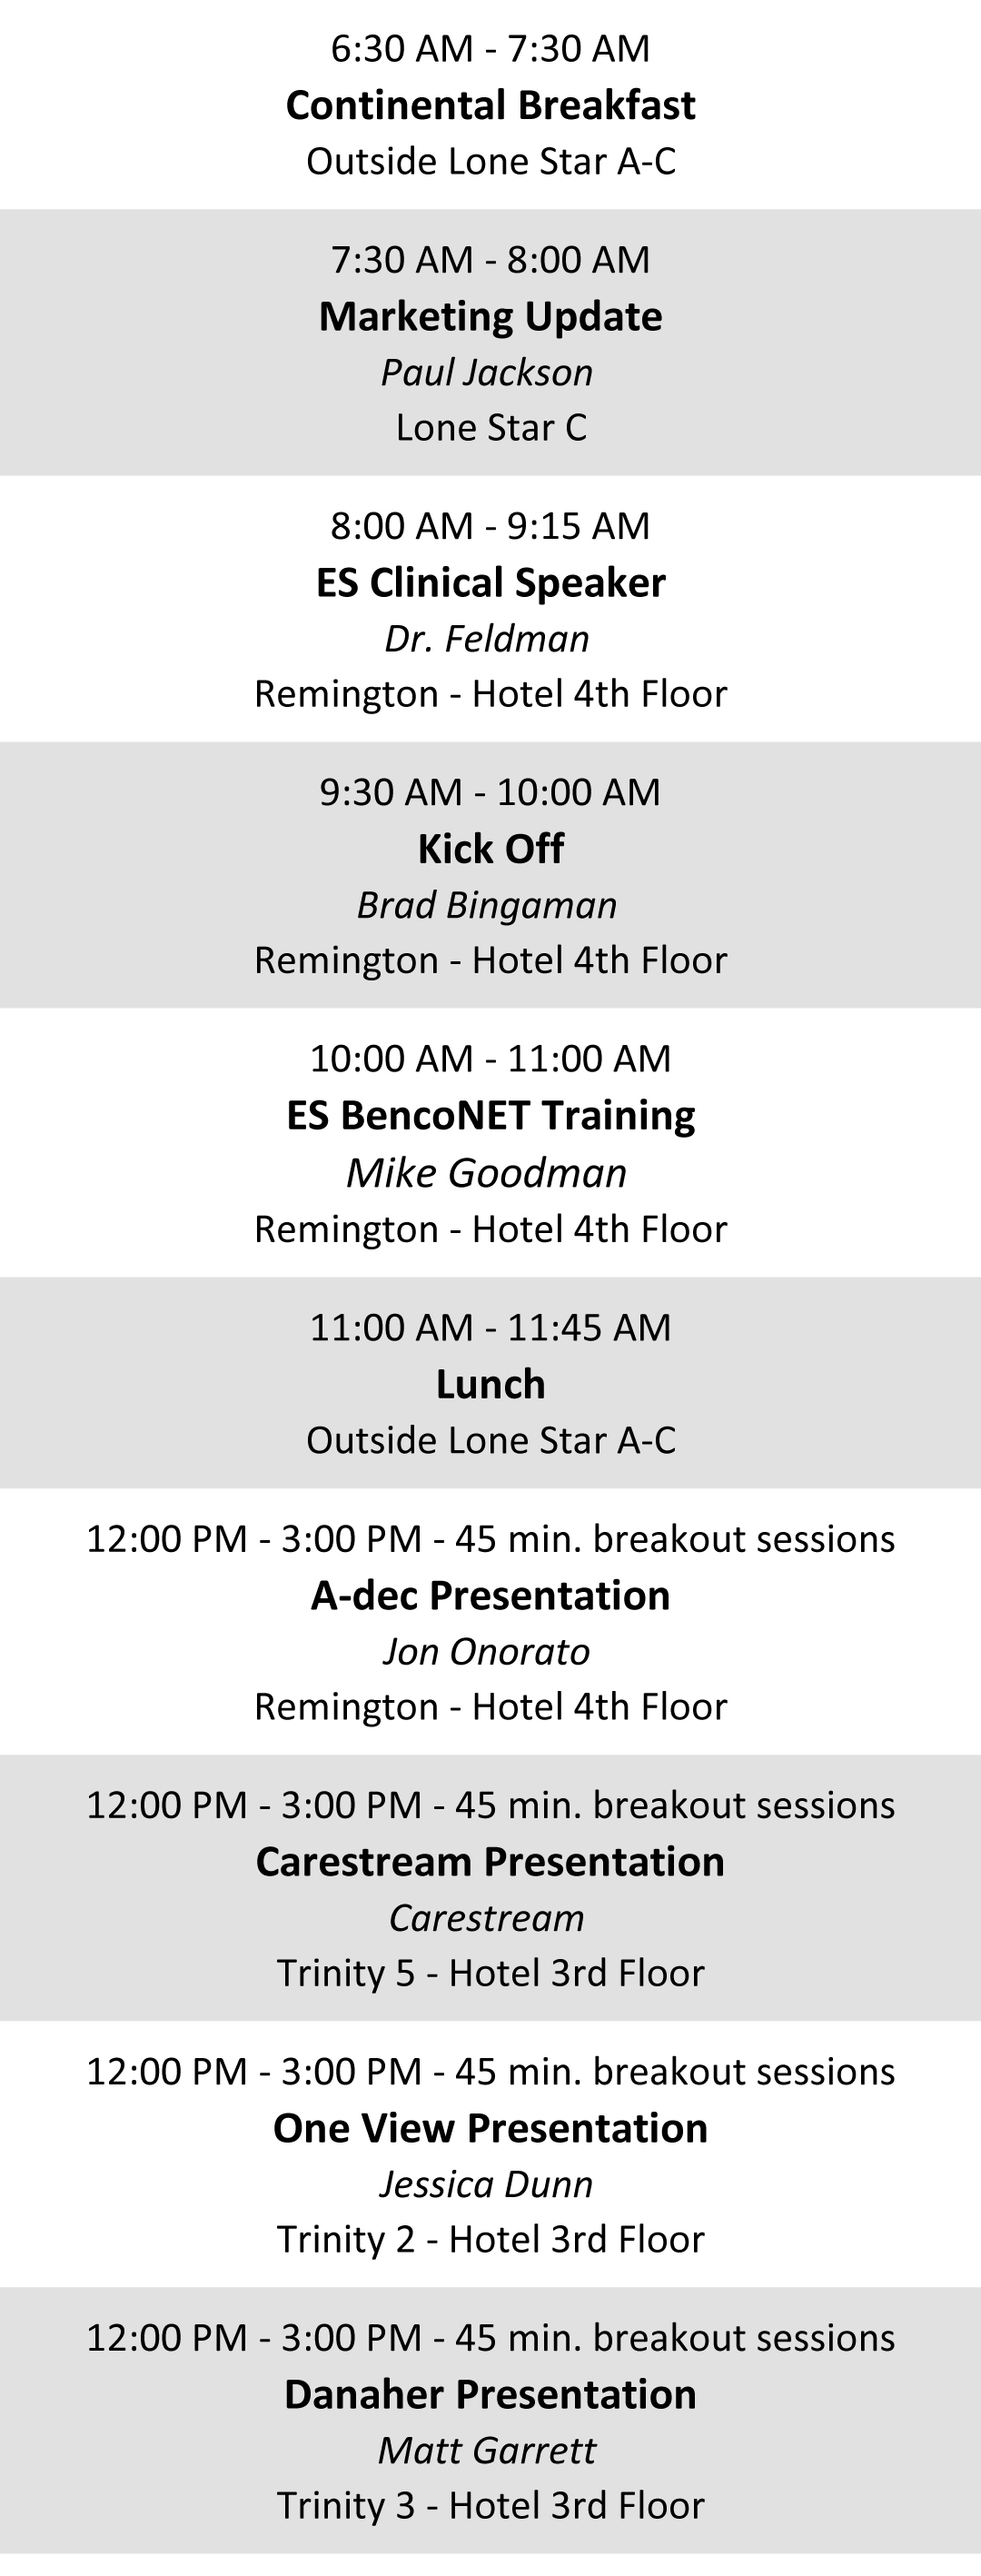 6:30 AM - 7:30 AM
Continental Breakfast
Outside Lone Star A-C
7:30 AM - 8:00 AM
Marketing Update
Paul Jackson
Lone Star C
8:00 AM - 9:15 AM
ES Clinical Speaker
Dr. Feldman
Remington - Hotel 4th Floor
9:30 AM - 10:00 AM
Kick Off
Brad Bingaman
Remington - Hotel 4th Floor
10:00 AM - 11:00 AM
ES BencoNET Training
Mike Goodman
Remington - Hotel 4th Floor
11:00 AM - 11:45 AM
Lunch
Outside Lone Star A-C
12:00 PM - 3:00 PM - 45 min. breakout sessions
A-dec Presentation
Jon Onorato
Remington - Hotel 4th Floor
12:00 PM - 3:00 PM - 45 min. breakout sessions
Carestream Presentation
Carestream
Trinity 5 - Hotel 3rd Floor
12:00 PM - 3:00 PM - 45 min. breakout sessions
One View Presentation
Jessica Dunn
Trinity 2 - Hotel 3rd Floor
12:00 PM - 3:00 PM - 45 min. breakout sessions
Danaher Presentation
Matt Garrett
Trinity 3 - Hotel 3rd Floor